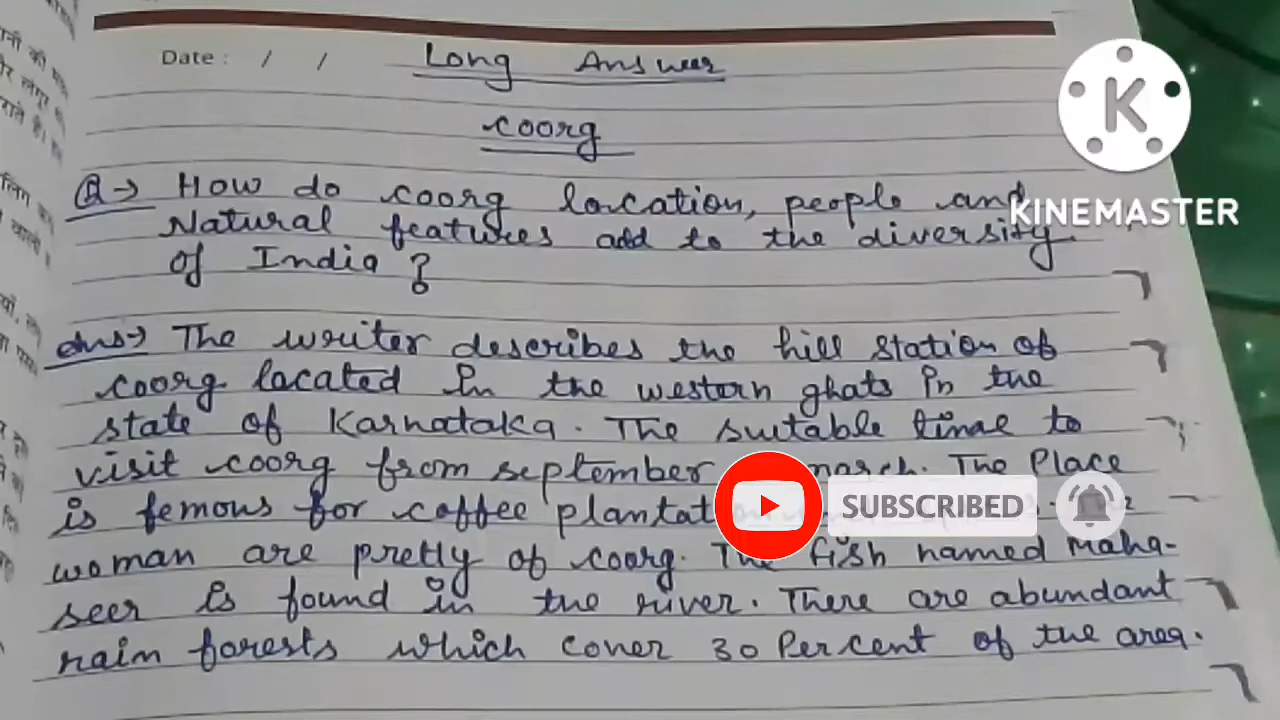 Date : / /
Long Answer
coorg
Q→ How do coorg location, people and
Natural features add to the diversity
of India ?
Ans→ The writer describes the hill station of
coorg located in the western ghats in the
state of Karnataka. The suitable time to
visit coorg from september march. The Place
is femous for coffee
woman are pretly of coorg. The fish named Maha-
seer is found in the river. There are abundant
rain forests which cover 30 Percent of the area.
K
KINEMASTER
SUBSCRIBED